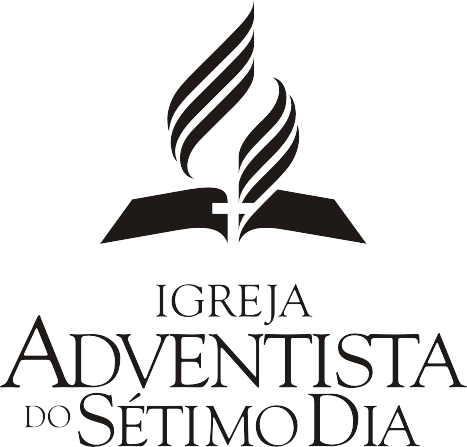 IGREJA
ADVENTISTA
DO SÉTIMO DIA